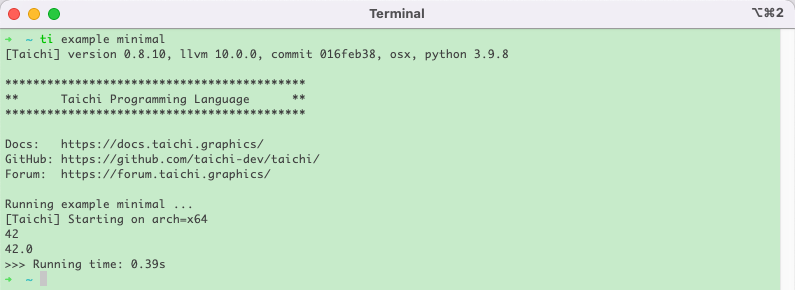 Terminal
⌥⌘2
➜  ~ ti example minimal
[Taichi] version 0.8.10, llvm 10.0.0, commit 016feb38, osx, python 3.9.8
*******************************************
**      Taichi Programming Language      **
*******************************************
Docs:   https://docs.taichi.graphics/
GitHub: https://github.com/taichi-dev/taichi/
Forum:  https://forum.taichi.graphics/
Running example minimal ...
[Taichi] Starting on arch=x64
42
42.0
>>> Running time: 0.39s
➜  ~